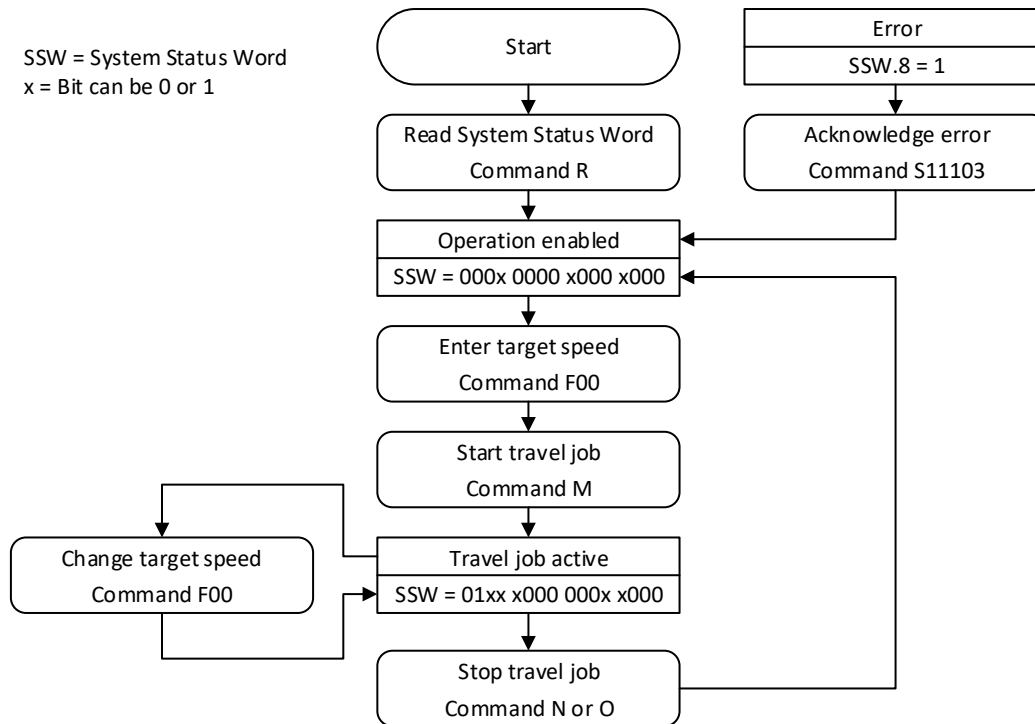 SSW = System Status Word
x = Bit can be 0 or 1
Start
Error
SSW.8 = 1
Read System Status Word
Command R
Acknowledge error
Command S11103
Operation enabled
SSW = 000x 0000 x000 x000
Enter target speed
Command F00
Start travel job
Command M
Change target speed
Command F00
Travel job active
SSW = 01xx x000 000x x000
Stop travel job
Command N or O